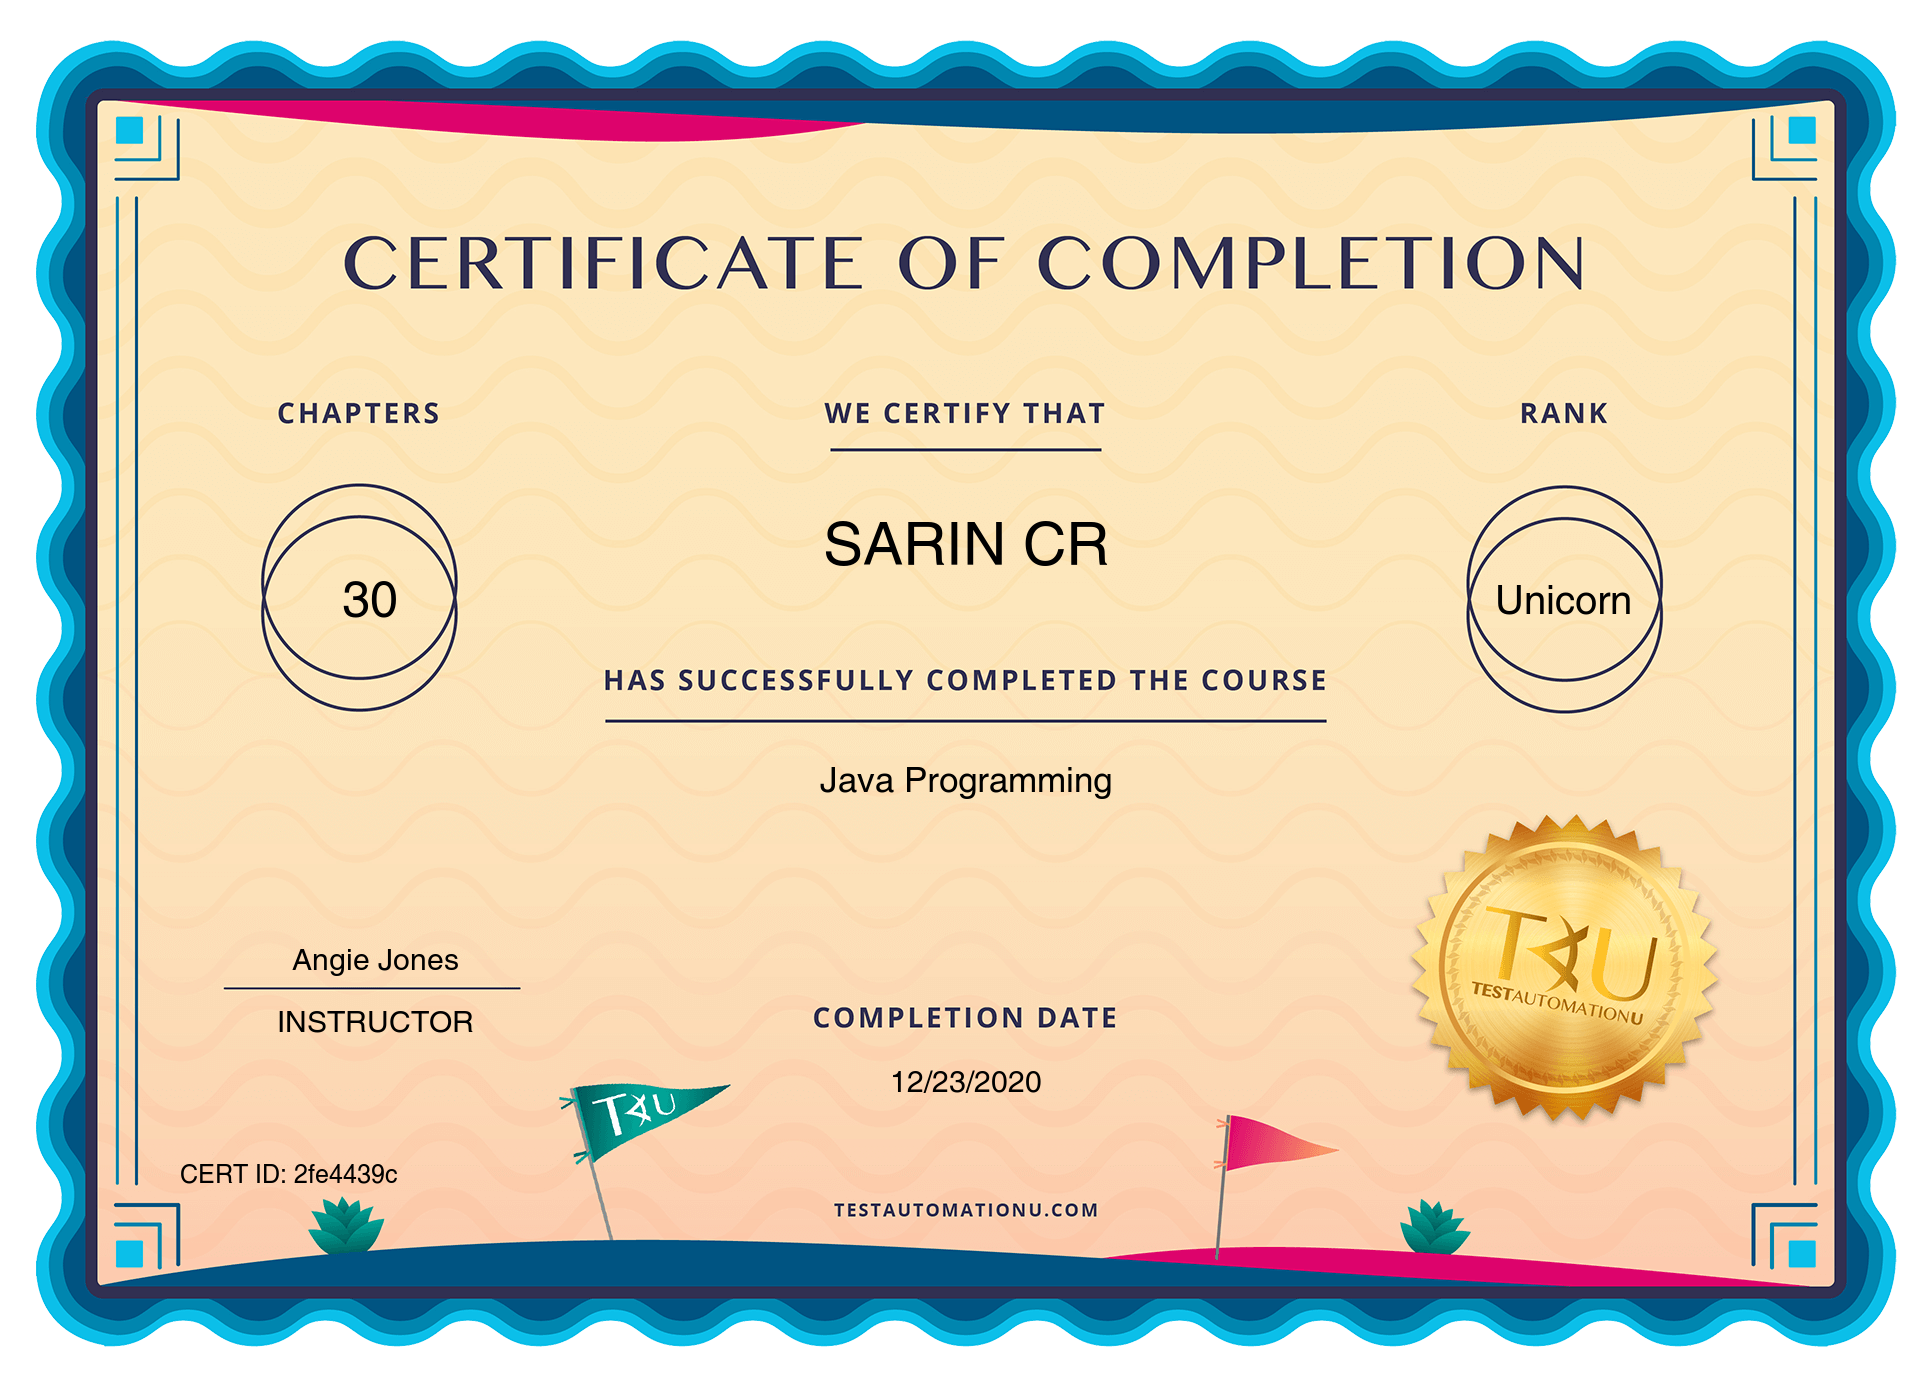 CERTIFICATE OF COMPLETION
CHAPTERS
30
WE CERTIFY THAT
SARIN CR
RANK
Unicorn
HAS SUCCESSFULLY COMPLETED THE COURSE
Java Programming
Angie Jones
INSTRUCTOR
COMPLETION DATE
12/23/2020
TAU
TESTAUTOMATIONU
TAU
CERT ID: 2fe4439c
TESTAUTOMATIONU.COM